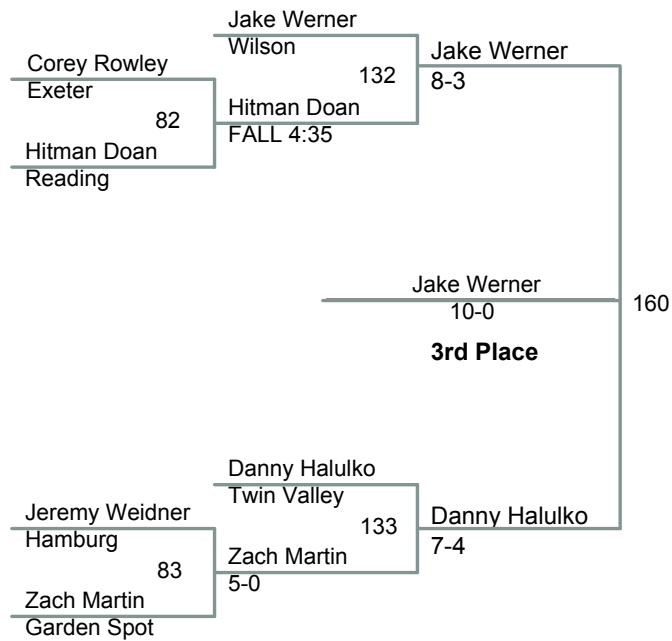 Jake Werner
Wilson
Corey Rowley
Exeter
132
Jake Werner
8-3
82
Hitman Doan
FALL 4:35
Hitman Doan
Reading
Jake Werner
10-0
160
3rd Place
Danny Halulko
Twin Valley
Jeremy Weidner
Hamburg
133
Danny Halulko
7-4
83
Zach Martin
5-0
Zach Martin
Garden Spot